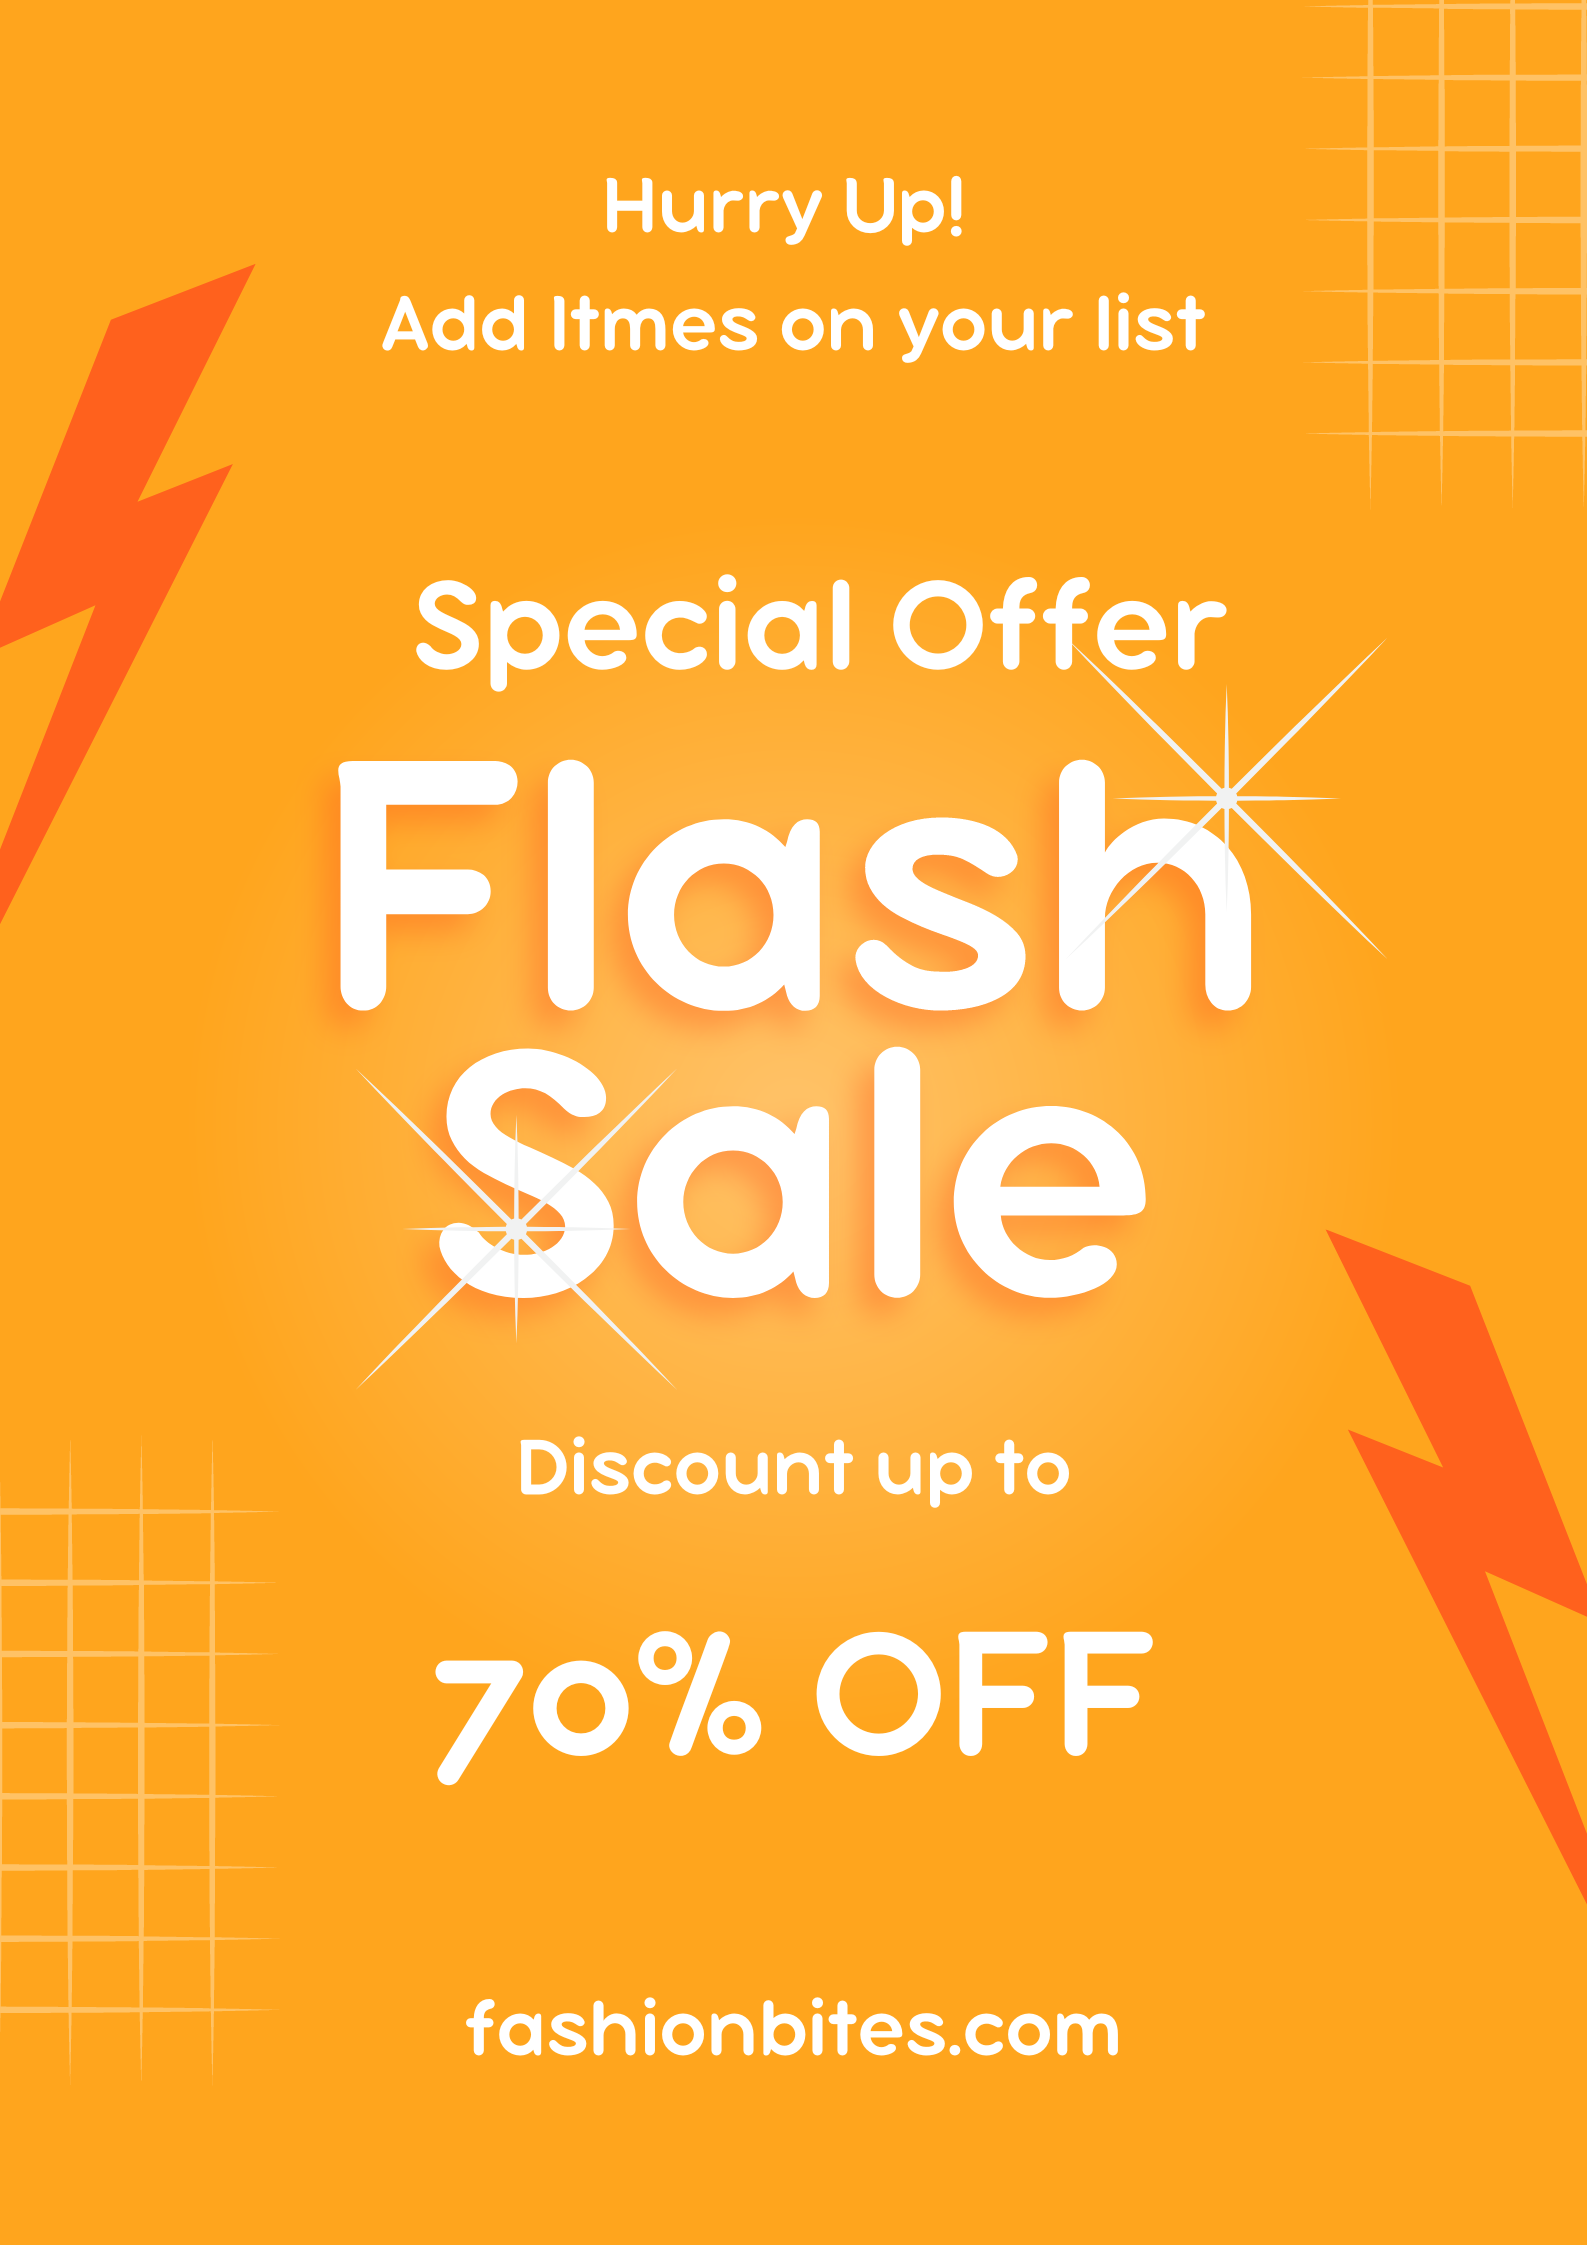 Hurry Up!
Add Itmes on your list
Special Offer
Flash
Sale
Discount up to
70% OFF
fashionbites.com